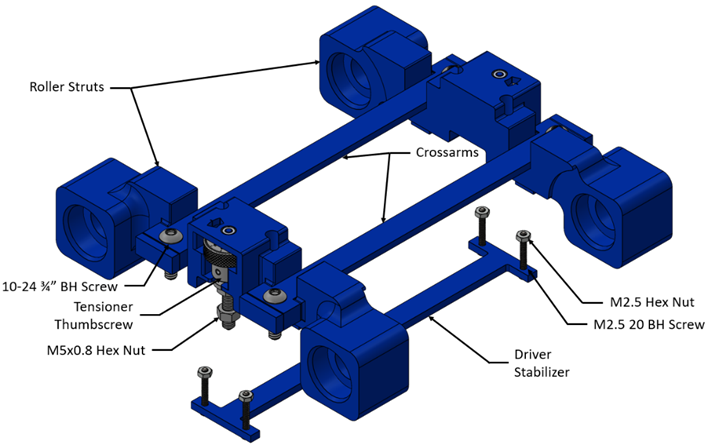 Roller Struts
Crossarms
10-24 ¾” BH Screw
Tensioner
Thumbscrew
M5x0.8 Hex Nut
M2.5 Hex Nut
M2.5 20 BH Screw
Driver
Stabilizer